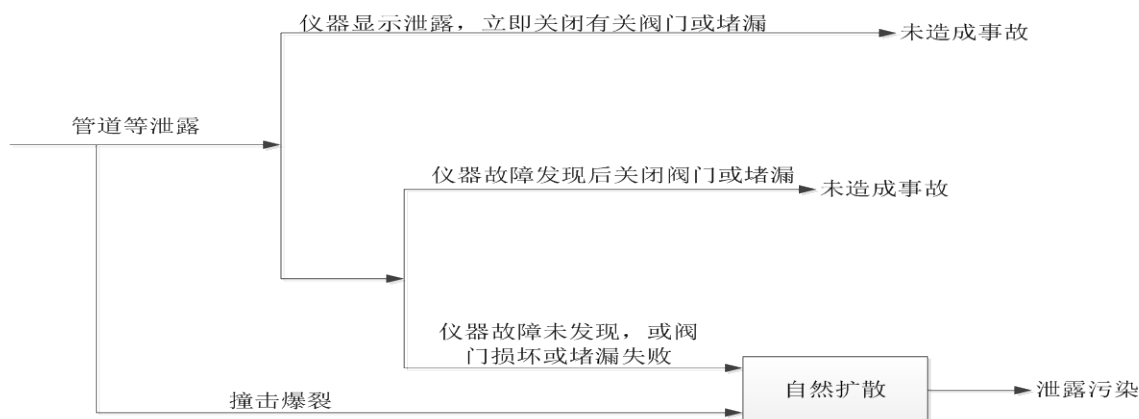 仪器显示泄露，立即关闭有关阀门或堵漏
未造成事故
管道等泄露
仪器故障发现后关闭阀门或堵漏
未造成事故
仪器故障未发现，或阀
门损坏或堵漏失败
自然扩散
泄露污染
撞击爆裂